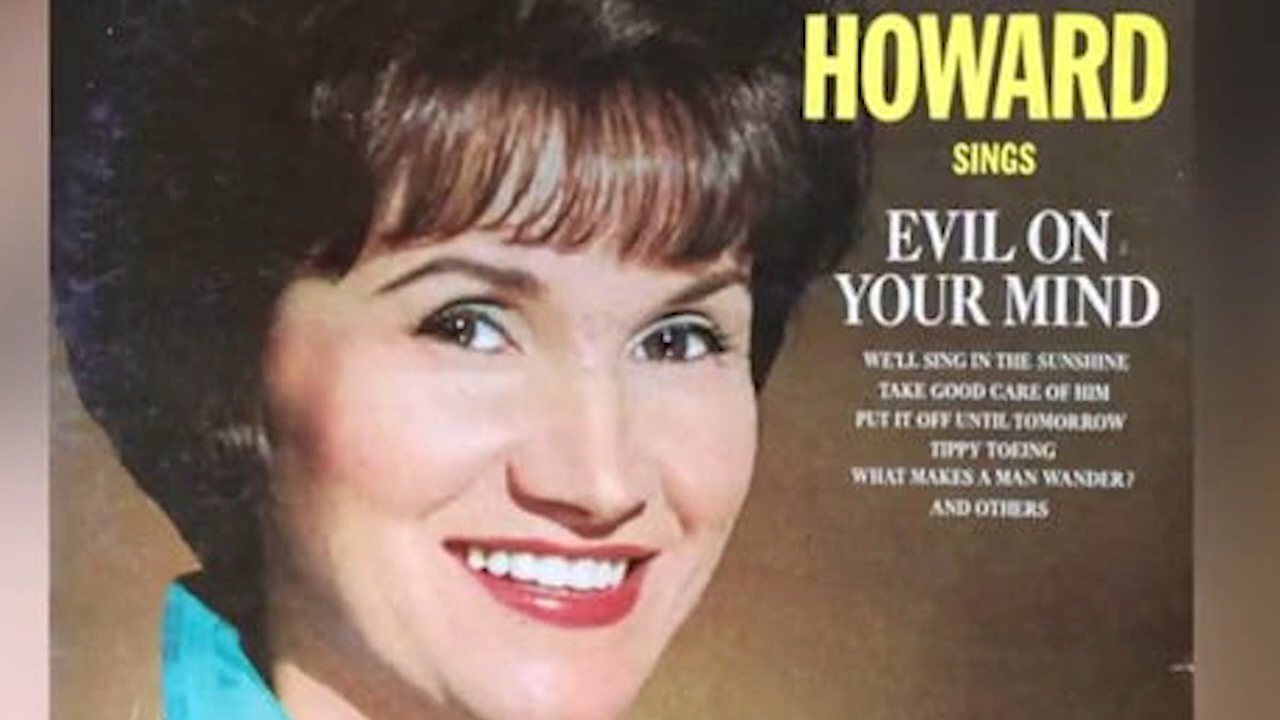 HOWARD
SINGS
EVIL ON
YOUR MIND
WE'LL SING IN THE SUNSHINE
TAKE GOOD CARE OF HIM
PUT IT OFF UNTIL TOMORROW
TIPPY TOEING
WHAT MAKES A MAN WANDER?
AND OTHERS